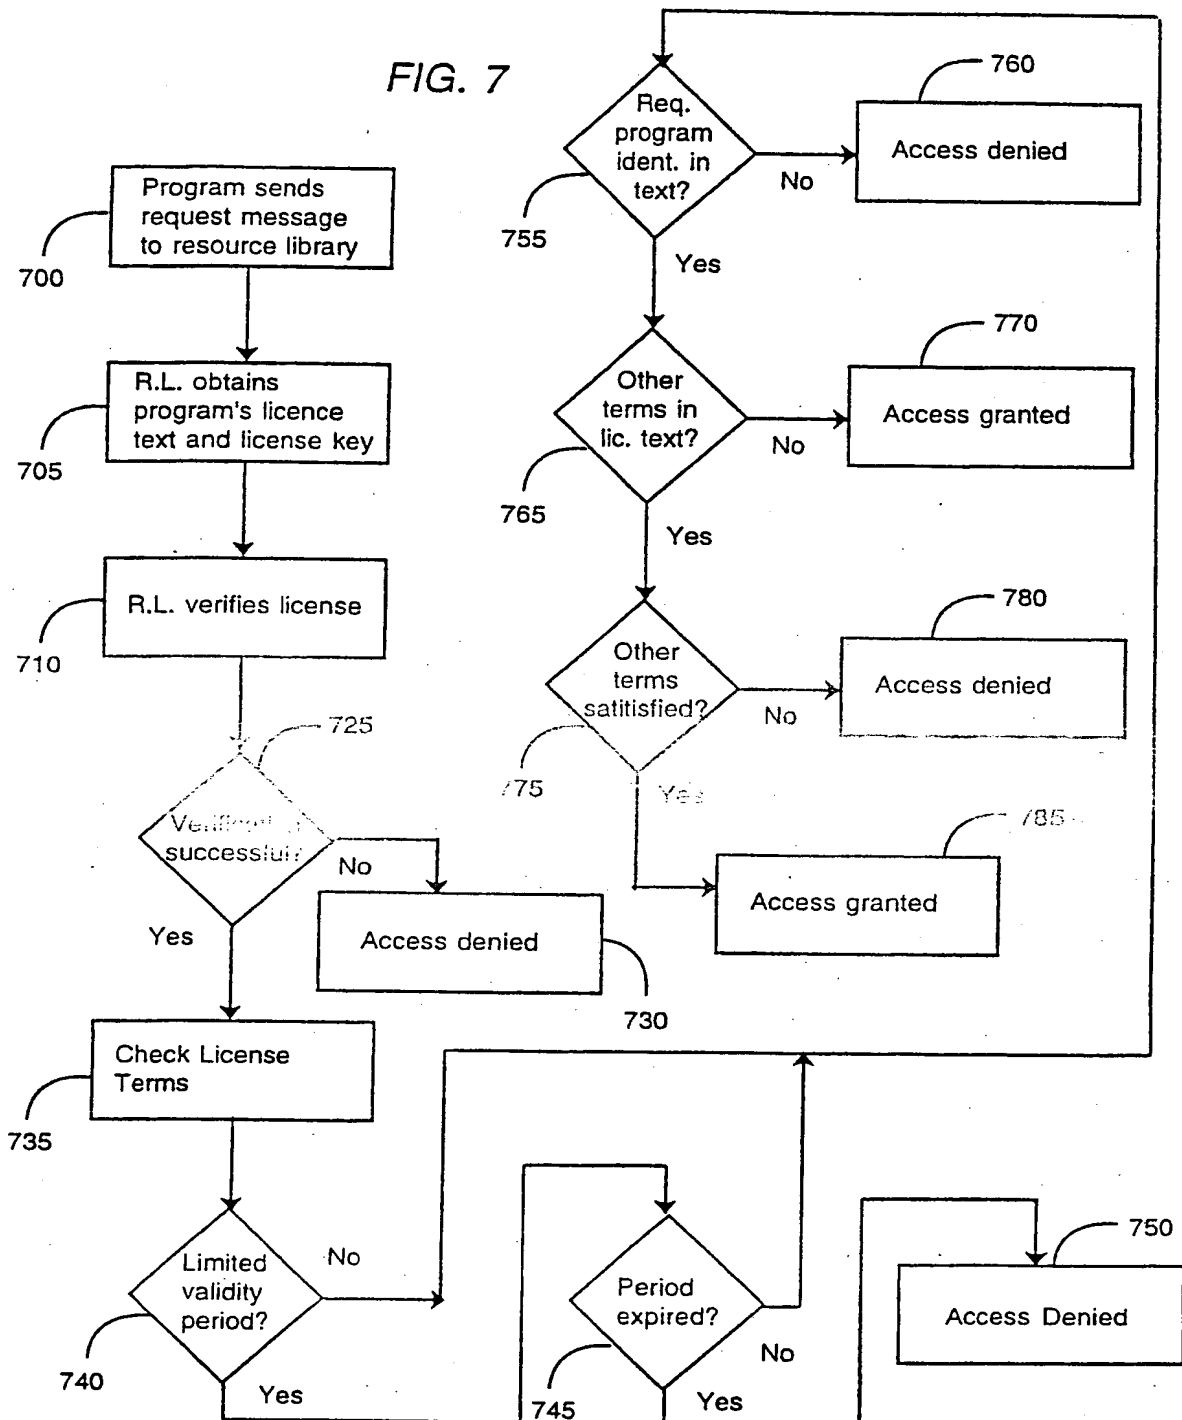 FIG. 7
Program sends
request message
to resource library
700
R.L. obtains
program's licence
text and license key
705
R.L. verifies license
710
725
successful?
No
Yes
Access denied
730
Check License
Terms
735
Limited
validity
period?
No
740
Yes
Period
expired?
No
745
Yes
750
Access Denied
Req.
program
ident. in
text?
755
No
760
Access denied
Yes
Other
terms in
lic. text?
765
No
770
Access granted
Yes
Other
terms
satitisfied?
775
No
780
Access denied
Yes
785
Access granted